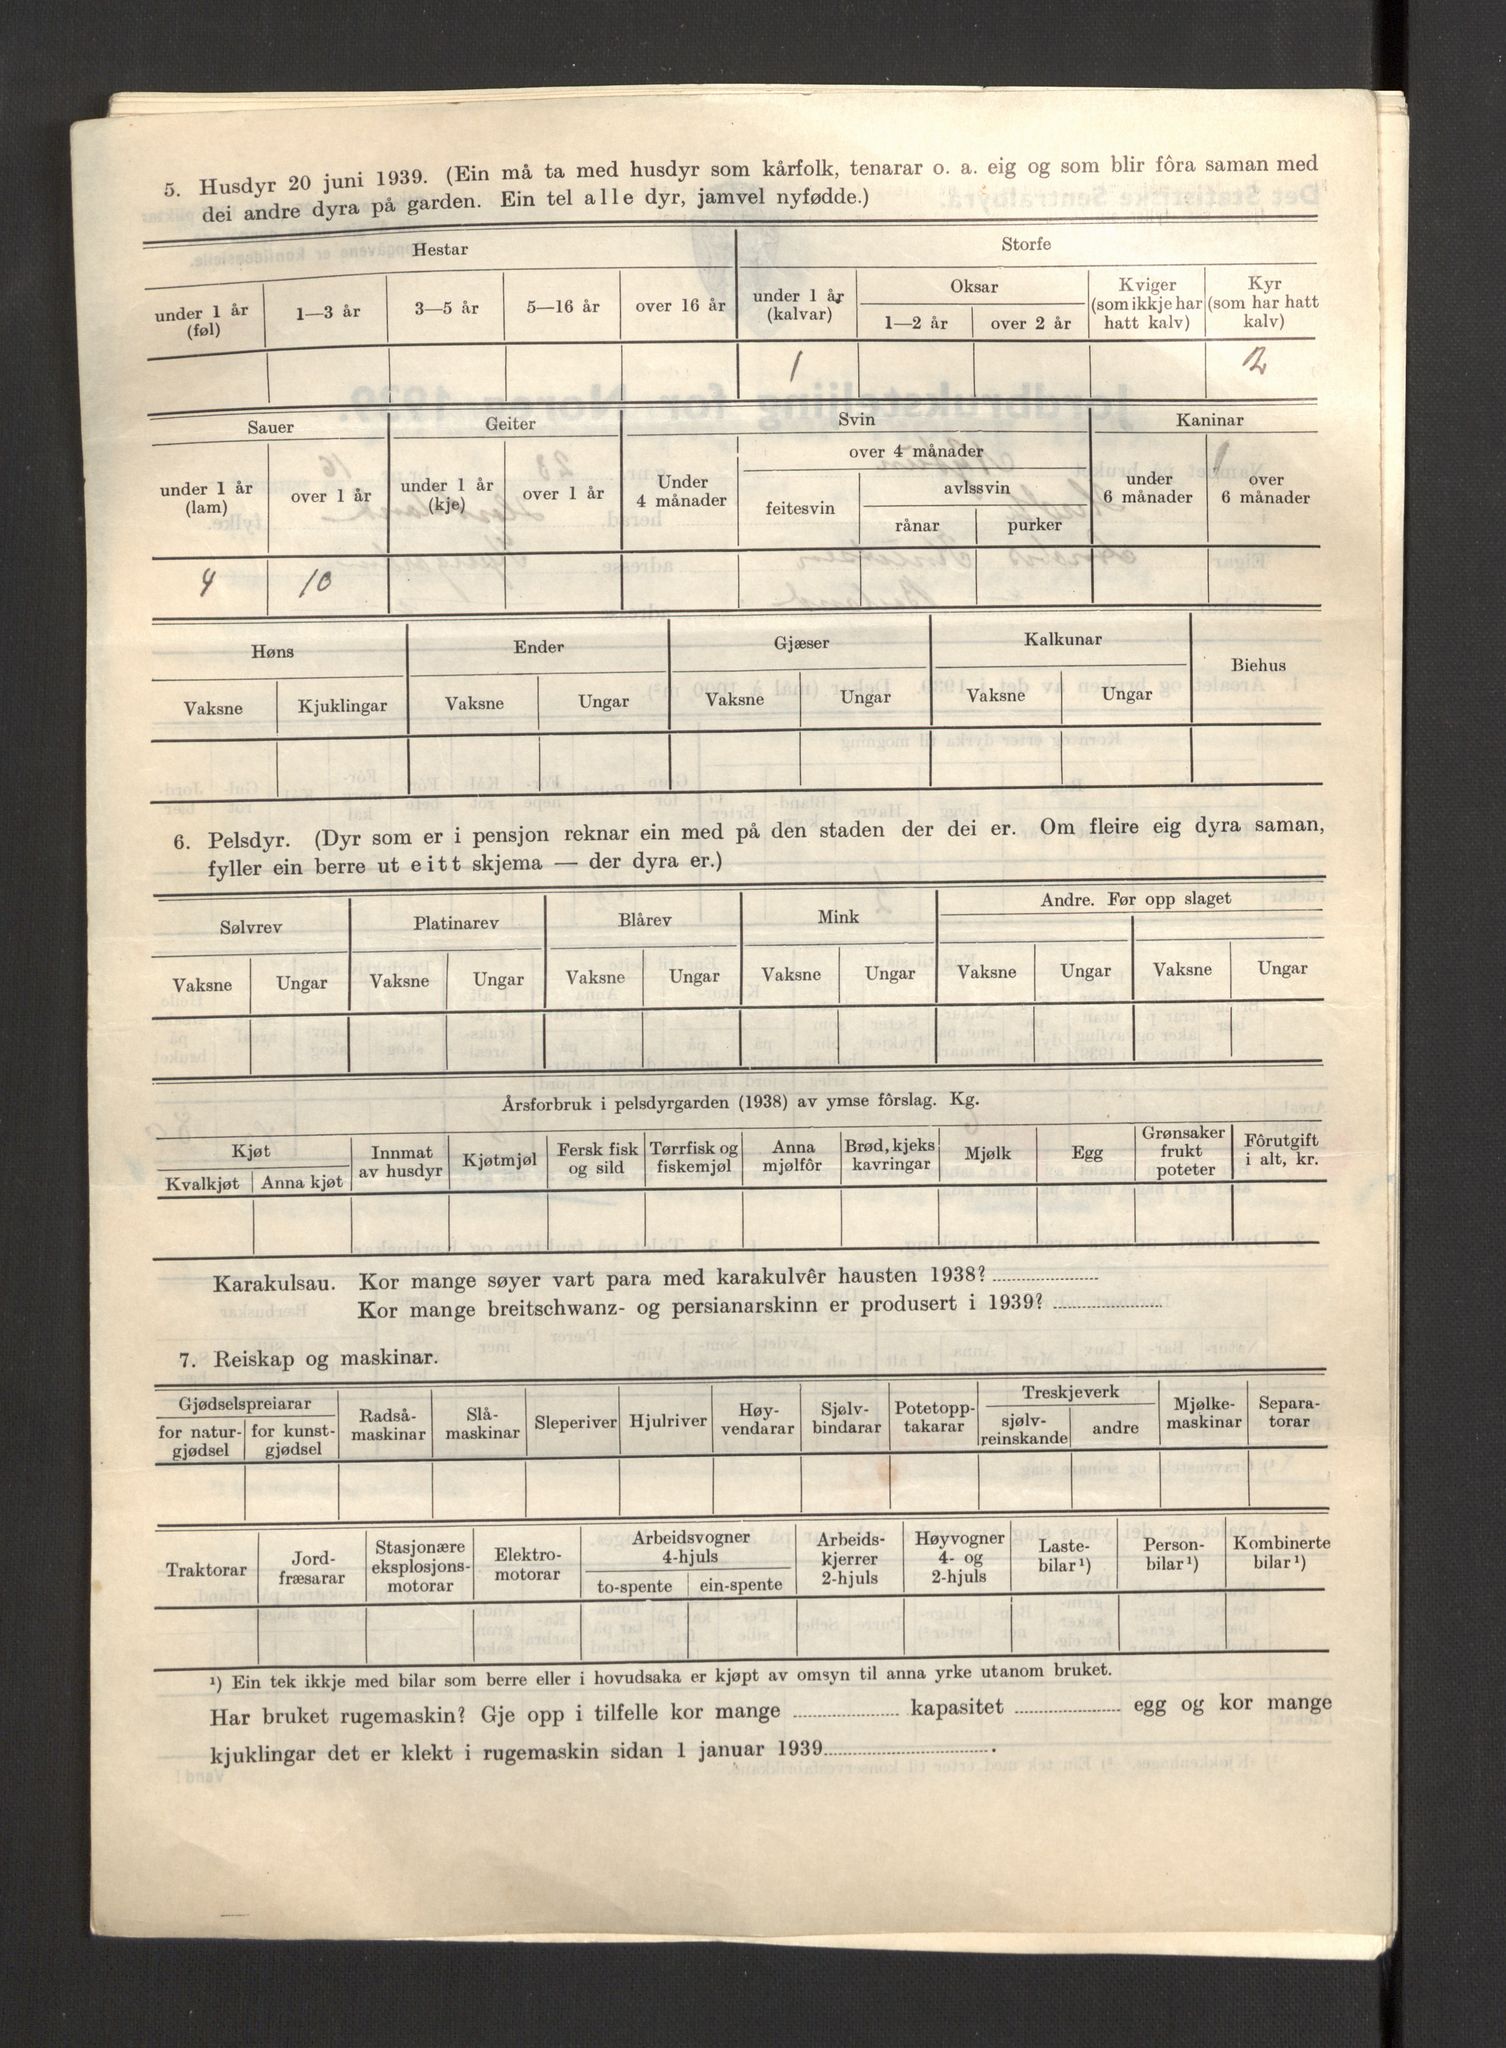 5. Husdyr 20 juni 1939. (Ein må ta med husdyr som kårfolk, tenarar o. a. eig og som blir fôra saman med
dei andre dyra på garden. Ein tel alle dyr, jamvel nyfødde.)
Hestar Storfe
under 1 år (føl) 1—3 år 3—5 år 5—16 år over 16 år under 1 år (kalvar) Oksar Kviger (som ikkje har hatt kalv) Kyr (som har hatt kalv)
1—2 år over 2 år
1 2
Sauer Geiter Svin Kaninar
over 4 månader
under 1 år (lam) over 1 år under 1 år (kje) over 1 år Under 4 månader feitesvin avlssvin under 6 månader over 6 månader
rånar purker
4 10
Høns Ender Gjæser Kalkunar Biehus
Vaksne Kjuklingar Vaksne Ungar Vaksne Ungar Vaksne Ungar
6. Pelsdyr. (Dyr som er i pensjon reknar ein med på den staden der dei er. Om fleire eig dyra saman,
fyller ein berre ut eitt skjema — der dyra er.)
Sølvrev Platinarev Blårev Mink Andre. Før opp slaget
Vaksne Ungar Vaksne Ungar Vaksne Ungar Vaksne Ungar Vaksne Ungar Vaksne Ungar
Årsforbruk i pelsdyrgarden (1938) av ymse fôrslag. Kg.
Kjøt Innmat av husdyr Kjøtmjøl Fersk fisk og sild Tørrfisk og fiskemjøl Anna mjølfôr Brød, kjeks kavringar Mjølk Egg Grønsaker frukt poteter Fôrutgift i alt, kr.
Kvalkjøt Anna kjøt
Karakulsau. Kor mange søyer vart para med karakulvêr hausten 1938?
Kor mange breitschwanz- og persianarskinn er produsert i 1939?
7. Reiskap og maskinar.
Gjødselspreiarar Radså-maskinar Slå-maskinar Sleperiver Hjulriver Høy-vendarar Sjølv-bindarar Potetopp-takarar Treskjeverk Mjølke-maskinar Separa-torar
for natur-gjødsel for kunst-gjødsel sjølv-reinskande andre
Traktorar Jord-fræsarar Stasjonære eksplosjons-motorar Elektro-motorar Arbeidsvogner 4-hjuls Arbeids-kjerrer 2-hjuls Høyvogner 4- og 2-hjuls Laste-bilar ¹) Person-bilar ¹) Kombinerte bilar ¹)
to-spente ein-spente
¹) Ein tek ikkje med bilar som berre eller i hovudsaka er kjøpt av omsyn til anna yrke utanom bruket.
Har bruket rugemaskin? Gje opp i tilfelle kor mange kapasitet egg og kor mange
kjuklingar det er klekt i rugemaskin sidan 1 januar 1939.